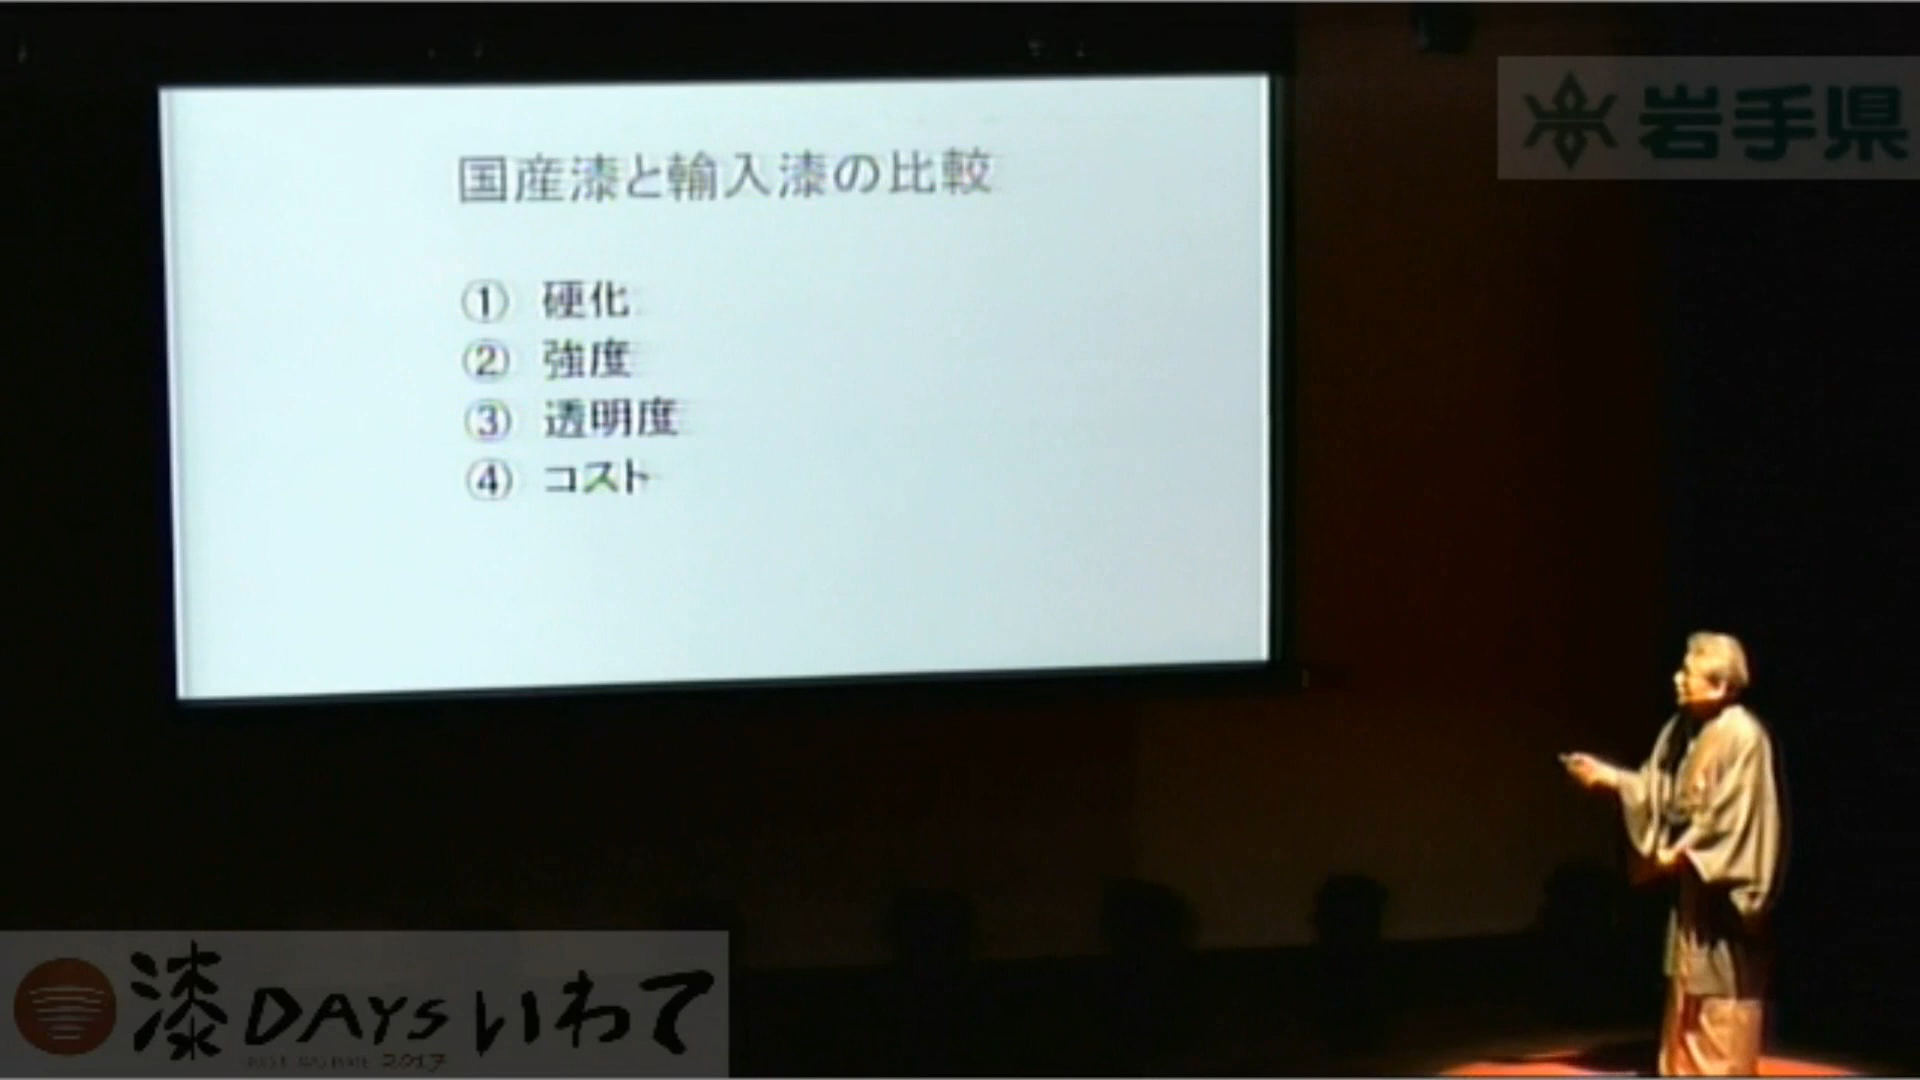 岩手県
国産漆と輸入漆の比較
① 硬化
② 強度
③ 透明度
④ コスト
漆DAYSいわて
2017